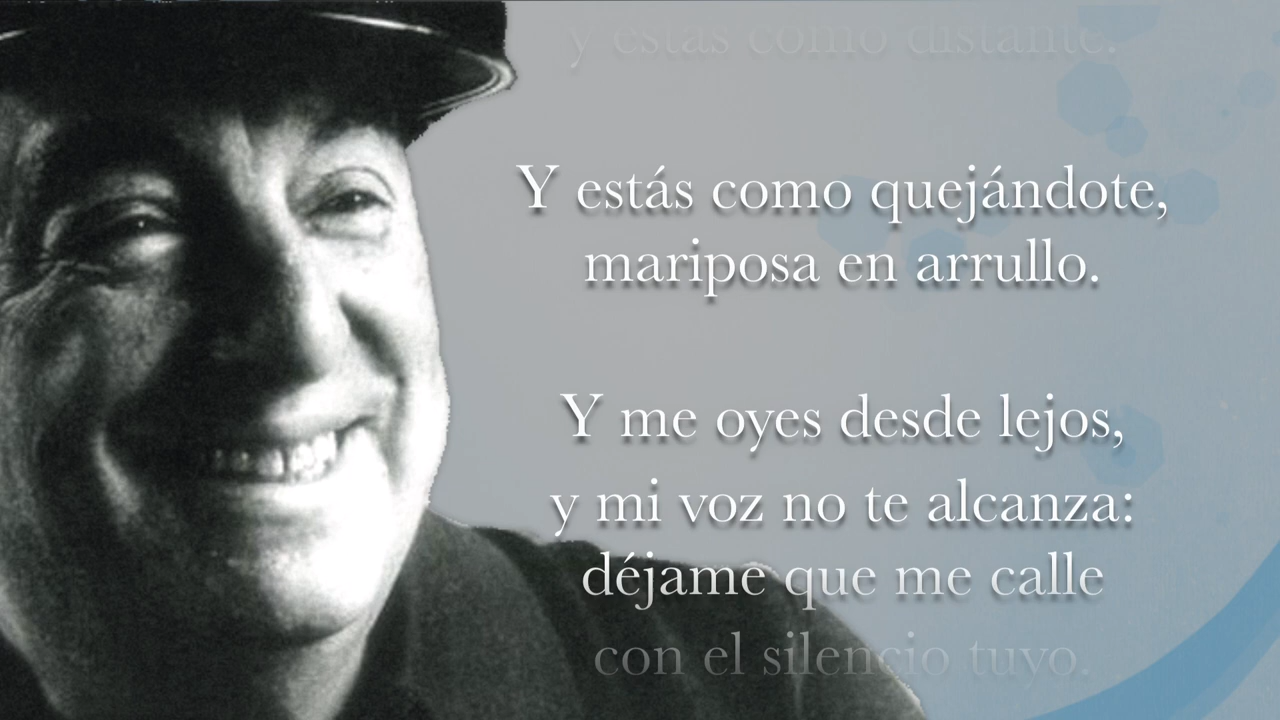 y estás como distante.
Y estás como quejándote,
mariposa en arrullo.
Y me oyes desde lejos,
y mi voz no te alcanza:
déjame que me calle
con el silencio tuyo.